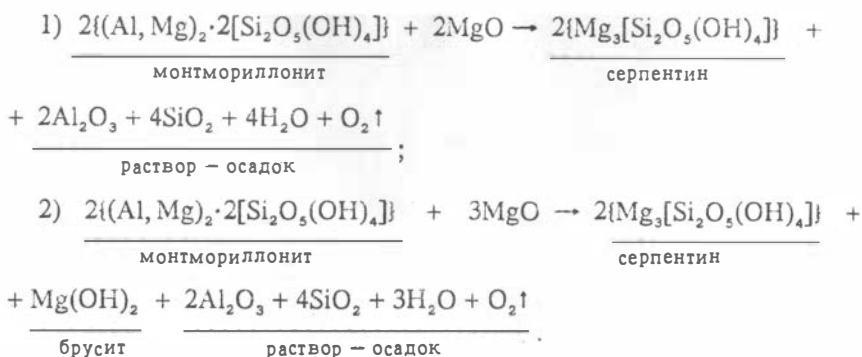 1) 2{(Al, Mg)₂·2[Si₂O₅(OH)₄]} + 2MgO → 2{Mg₃[Si₂O₅(OH)₄]} +
монтмориллонит серпентин
+ 2Al₂O₃ + 4SiO₂ + 4H₂O + O₂↑ ;
раствор – осадок
2) 2{(Al, Mg)₂·2[Si₂O₅(OH)₄]} + 3MgO → 2{Mg₃[Si₂O₅(OH)₄]} +
монтмориллонит серпентин
+ Mg(OH)₂ + 2Al₂O₃ + 4SiO₂ + 3H₂O + O₂↑ .
брусит раствор – осадок